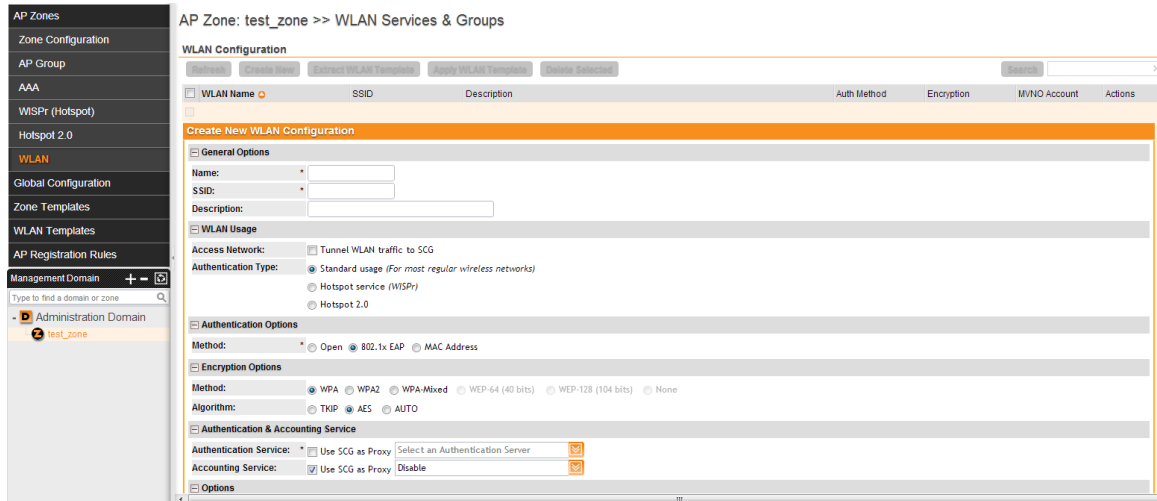 AP Zones
Zone Configuration
AP Group
AAA
WISPr (Hotspot)
Hotspot 2.0
WLAN
Global Configuration
Zone Templates
WLAN Templates
AP Registration Rules
Management Domain
Type to find a domain or zone
D Administration Domain
Z test_zone
AP Zone: test_zone >> WLAN Services & Groups
WLAN Configuration
Refresh Create New Extract WLAN Template Apply WLAN Template Delete Selected Search
WLAN Name SSID Description Auth Method Encryption MVNO Account Actions
Create New WLAN Configuration
General Options
Name: *
SSID: *
Description:
WLAN Usage
Access Network: Tunnel WLAN traffic to SCG
Authentication Type: Standard usage (For most regular wireless networks)
Hotspot service (WISPr)
Hotspot 2.0
Authentication Options
Method: * Open 802.1x EAP MAC Address
Encryption Options
Method: WPA WPA2 WPA-Mixed WEP-64 (40 bits) WEP-128 (104 bits) None
Algorithm: TKIP AES AUTO
Authentication & Accounting Service
Authentication Service: * Use SCG as Proxy Select an Authentication Server
Accounting Service: Use SCG as Proxy Disable
Options